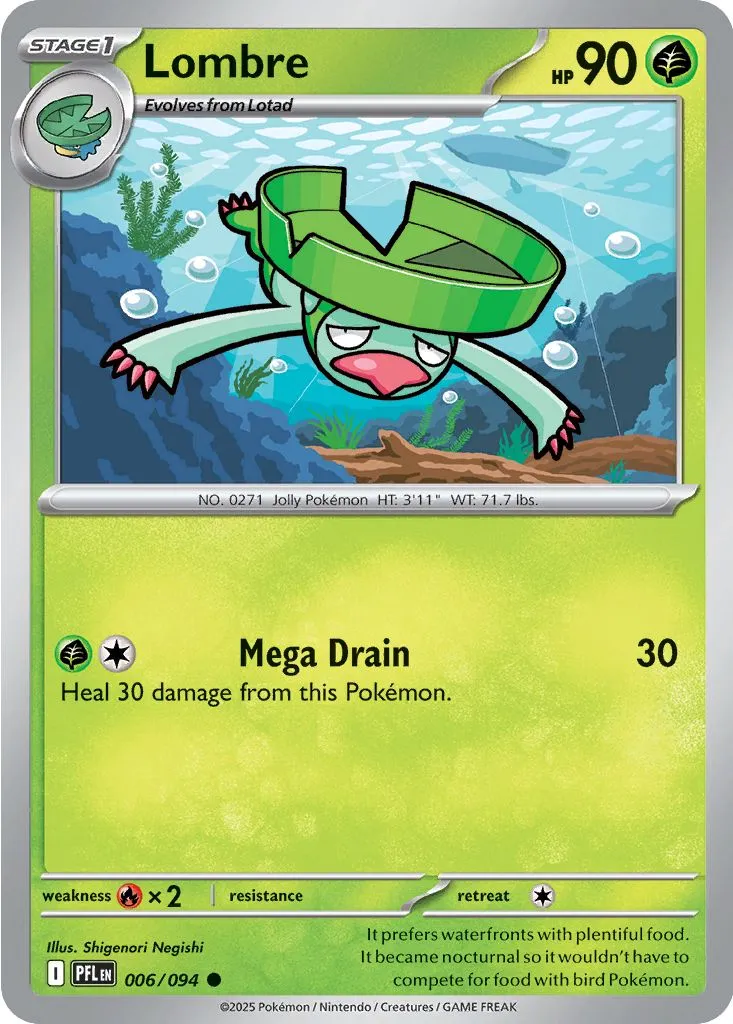 STAGE1
Lombre
HP 90
Evolves from Lotad
NO. 0271 Jolly Pokémon HT: 3'11" WT: 71.7 lbs.
Mega Drain 30
Heal 30 damage from this Pokémon.
weakness ×2 resistance retreat
Illus. Shigenori Negishi
I PFL EN 006/094
It prefers waterfronts with plentiful food.
It became nocturnal so it wouldn't have to
compete for food with bird Pokémon.
©2025 Pokémon / Nintendo / Creatures / GAME FREAK